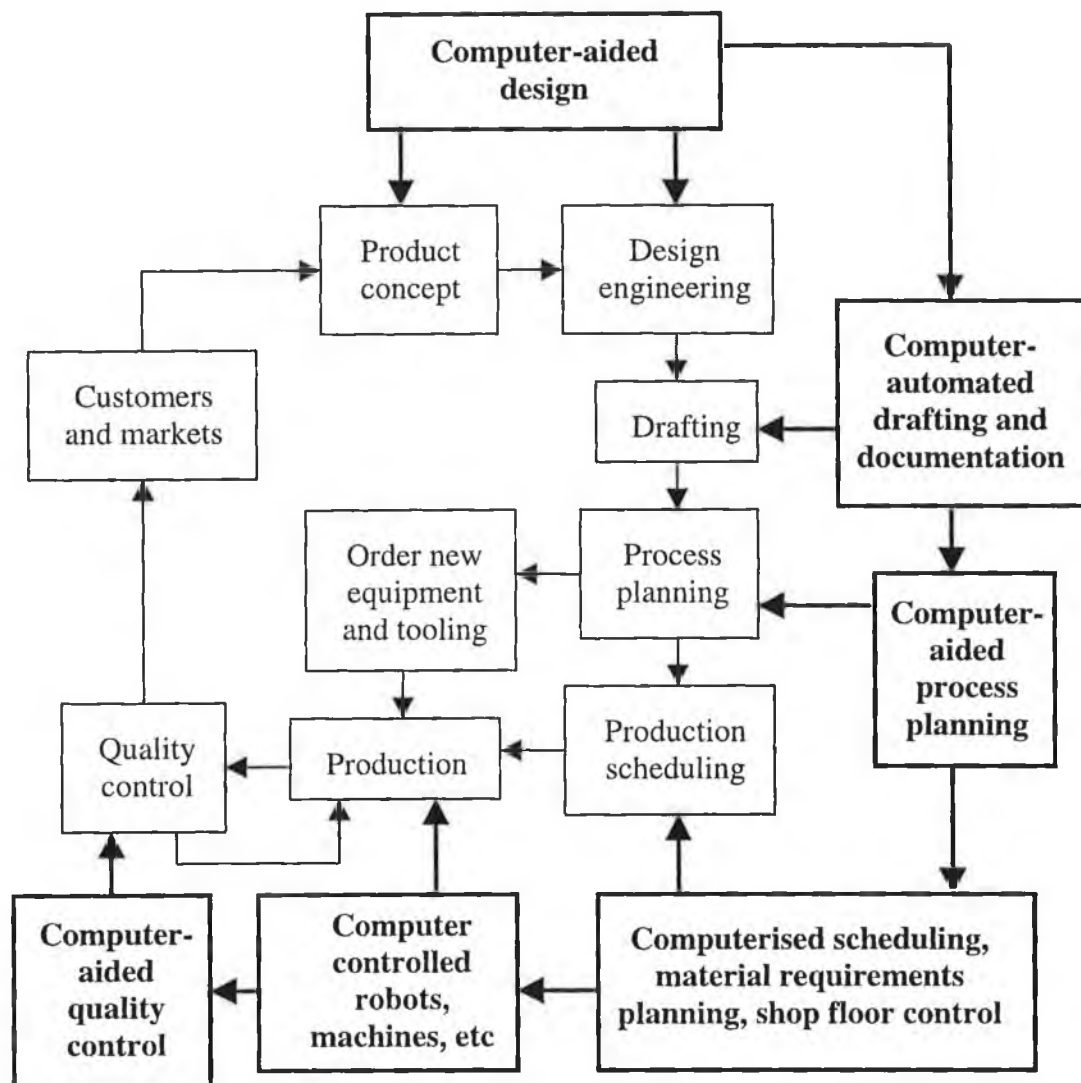 Computer-aided
design
Product
concept
Design
engineering
Computer-
automated
drafting and
documentation
Customers
and markets
Drafting
Order new
equipment
and tooling
Process
planning
Computer-
aided
process
planning
Quality
control
Production
Production
scheduling
Computer-
aided
quality
control
Computer
controlled
robots,
machines, etc
Computerised scheduling,
material requirements
planning, shop floor control